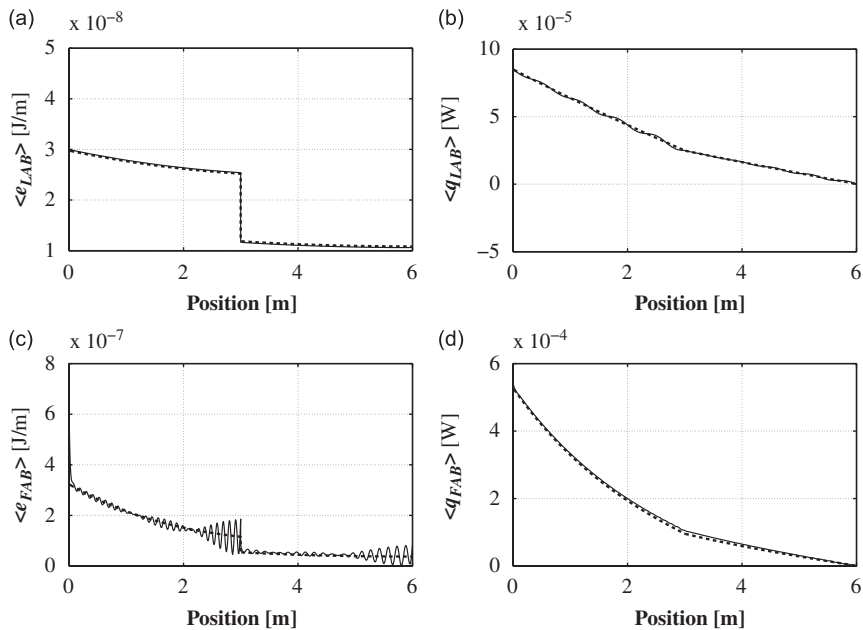 (a) x 10⁻⁸
5
4
3
2
1
<e_LAB> [J/m]
0 2 4 6
Position [m]
(b) x 10⁻⁵
10
5
0
−5
<q_LAB> [W]
0 2 4 6
Position [m]
(c) x 10⁻⁷
8
6
4
2
0
<e_FAB> [J/m]
0 2 4 6
Position [m]
(d) x 10⁻⁴
6
4
2
0
<q_FAB> [W]
0 2 4 6
Position [m]